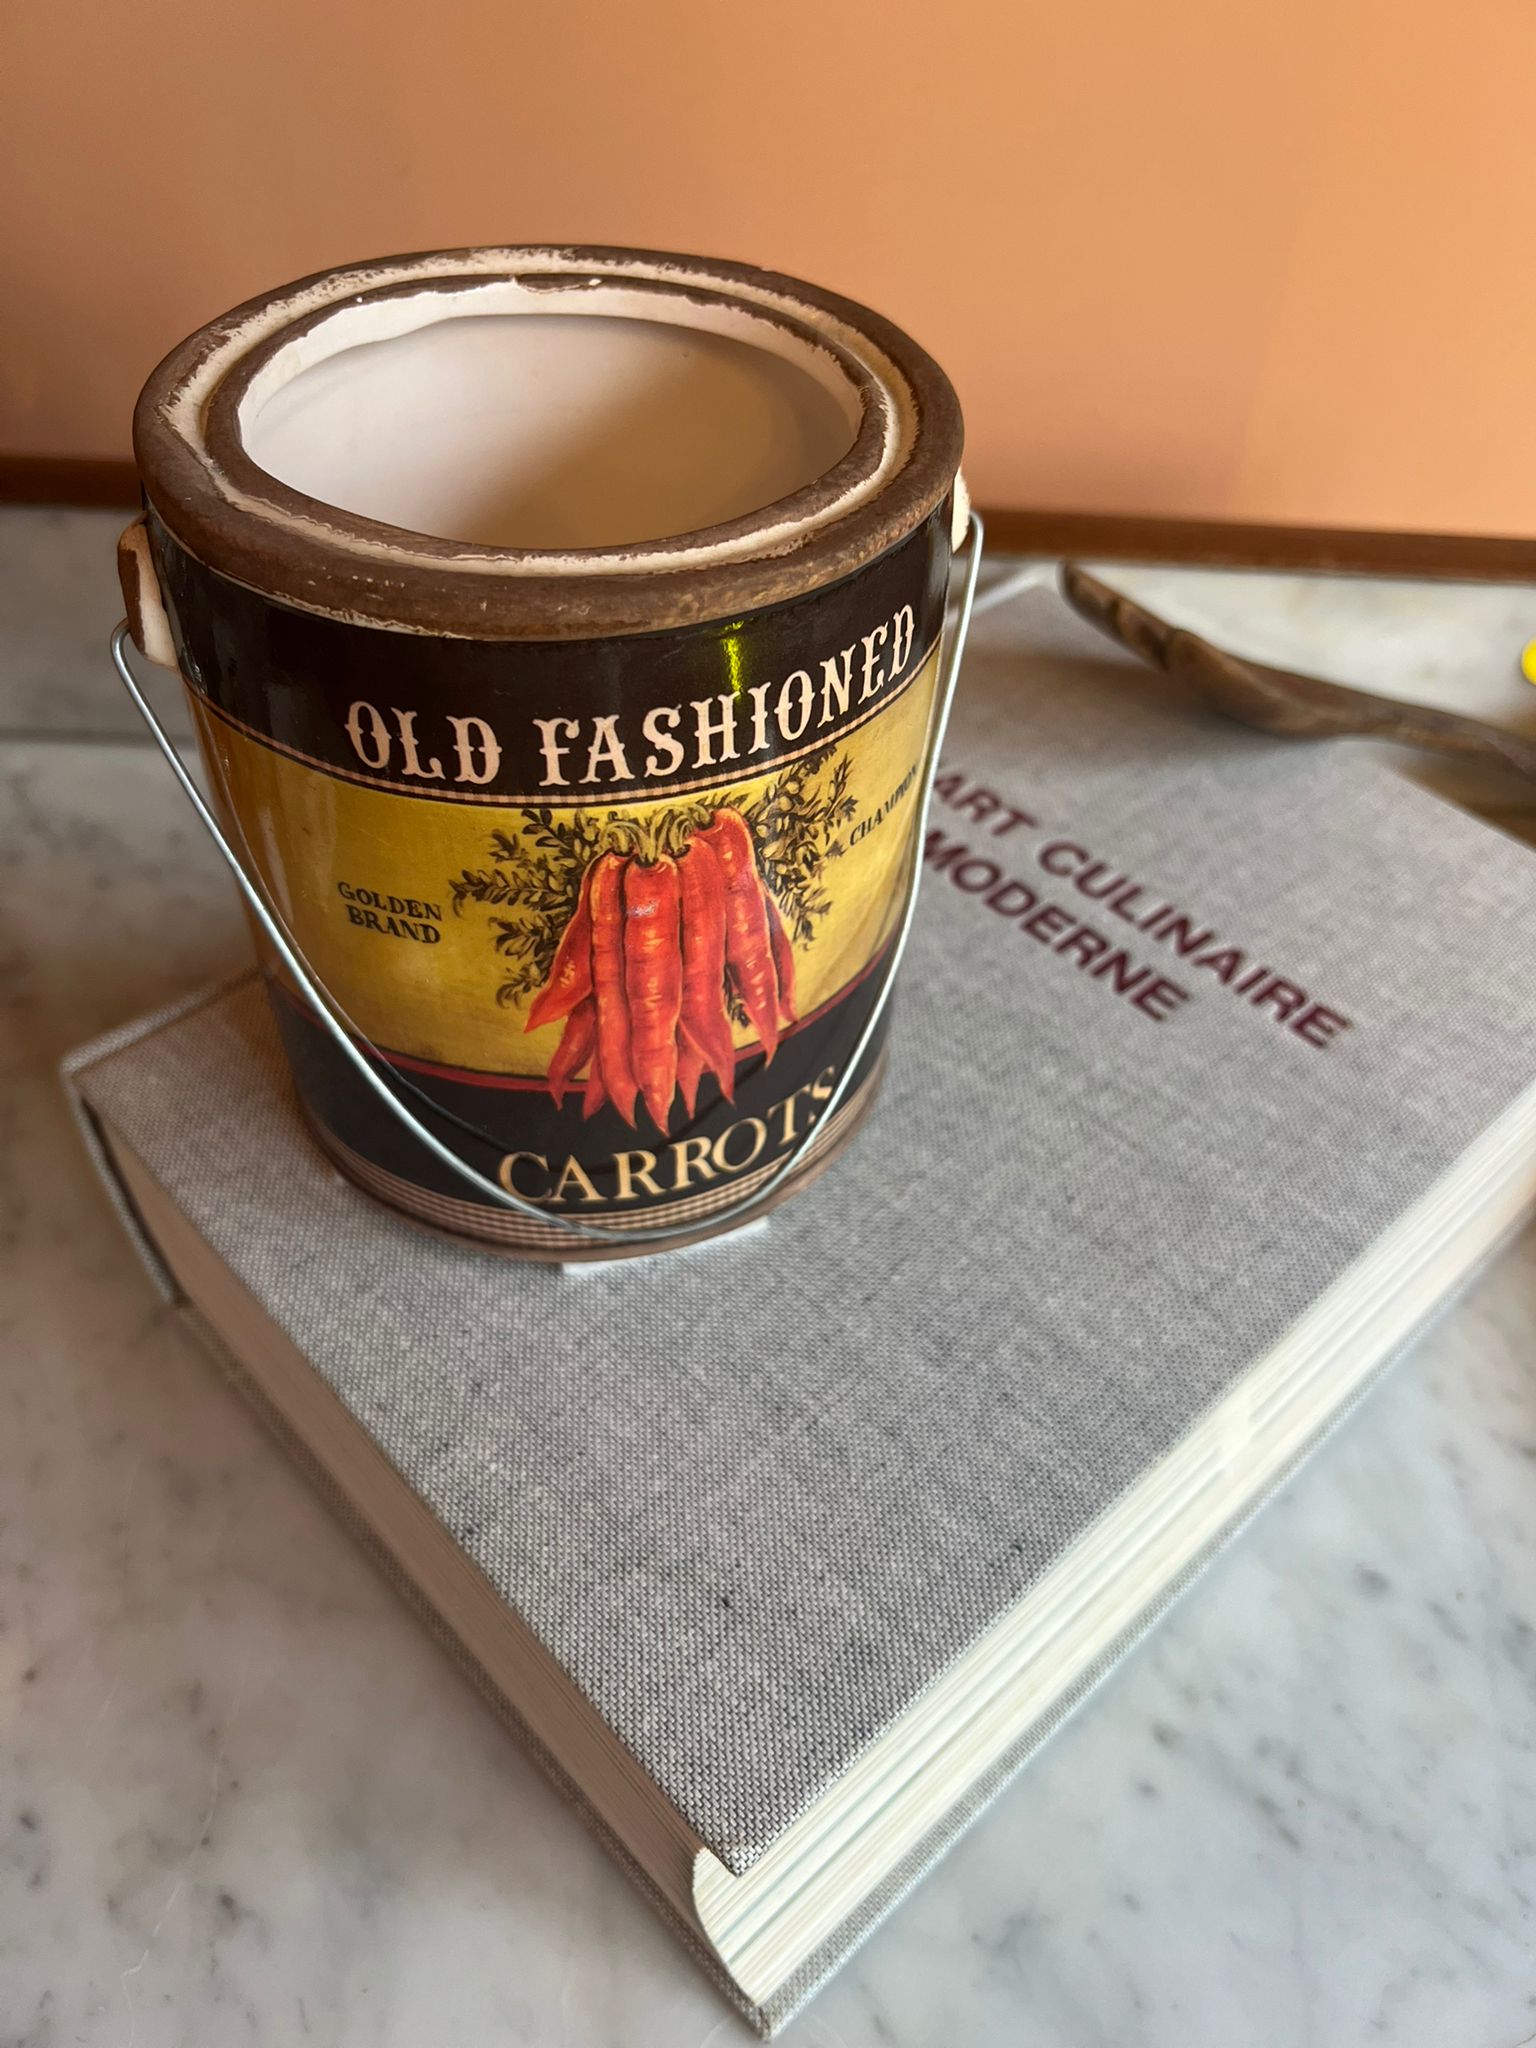 OLD FASHIONED
GOLDEN
BRAND
CHAMPION
CARROTS
ART CULINAIRE
MODERNE